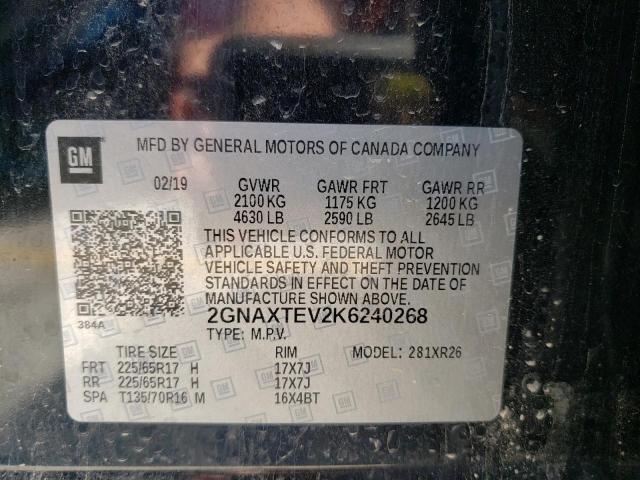 GM
MFD BY GENERAL MOTORS OF CANADA COMPANY
02/19 GVWR GAWR FRT GAWR RR
2100 KG 1175 KG 1200 KG
4630 LB 2590 LB 2645 LB
THIS VEHICLE CONFORMS TO ALL
APPLICABLE U.S. FEDERAL MOTOR
VEHICLE SAFETY AND THEFT PREVENTION
STANDARDS IN EFFECT ON THE DATE OF
MANUFACTURE SHOWN ABOVE.
384A
2GNAXTEV2K6240268
TYPE: M.P.V.
TIRE SIZE RIM MODEL: 281XR26
FRT 225/65R17 H 17X7J
RR 225/65R17 H 17X7J
SPA T135/70R16 M 16X4BT